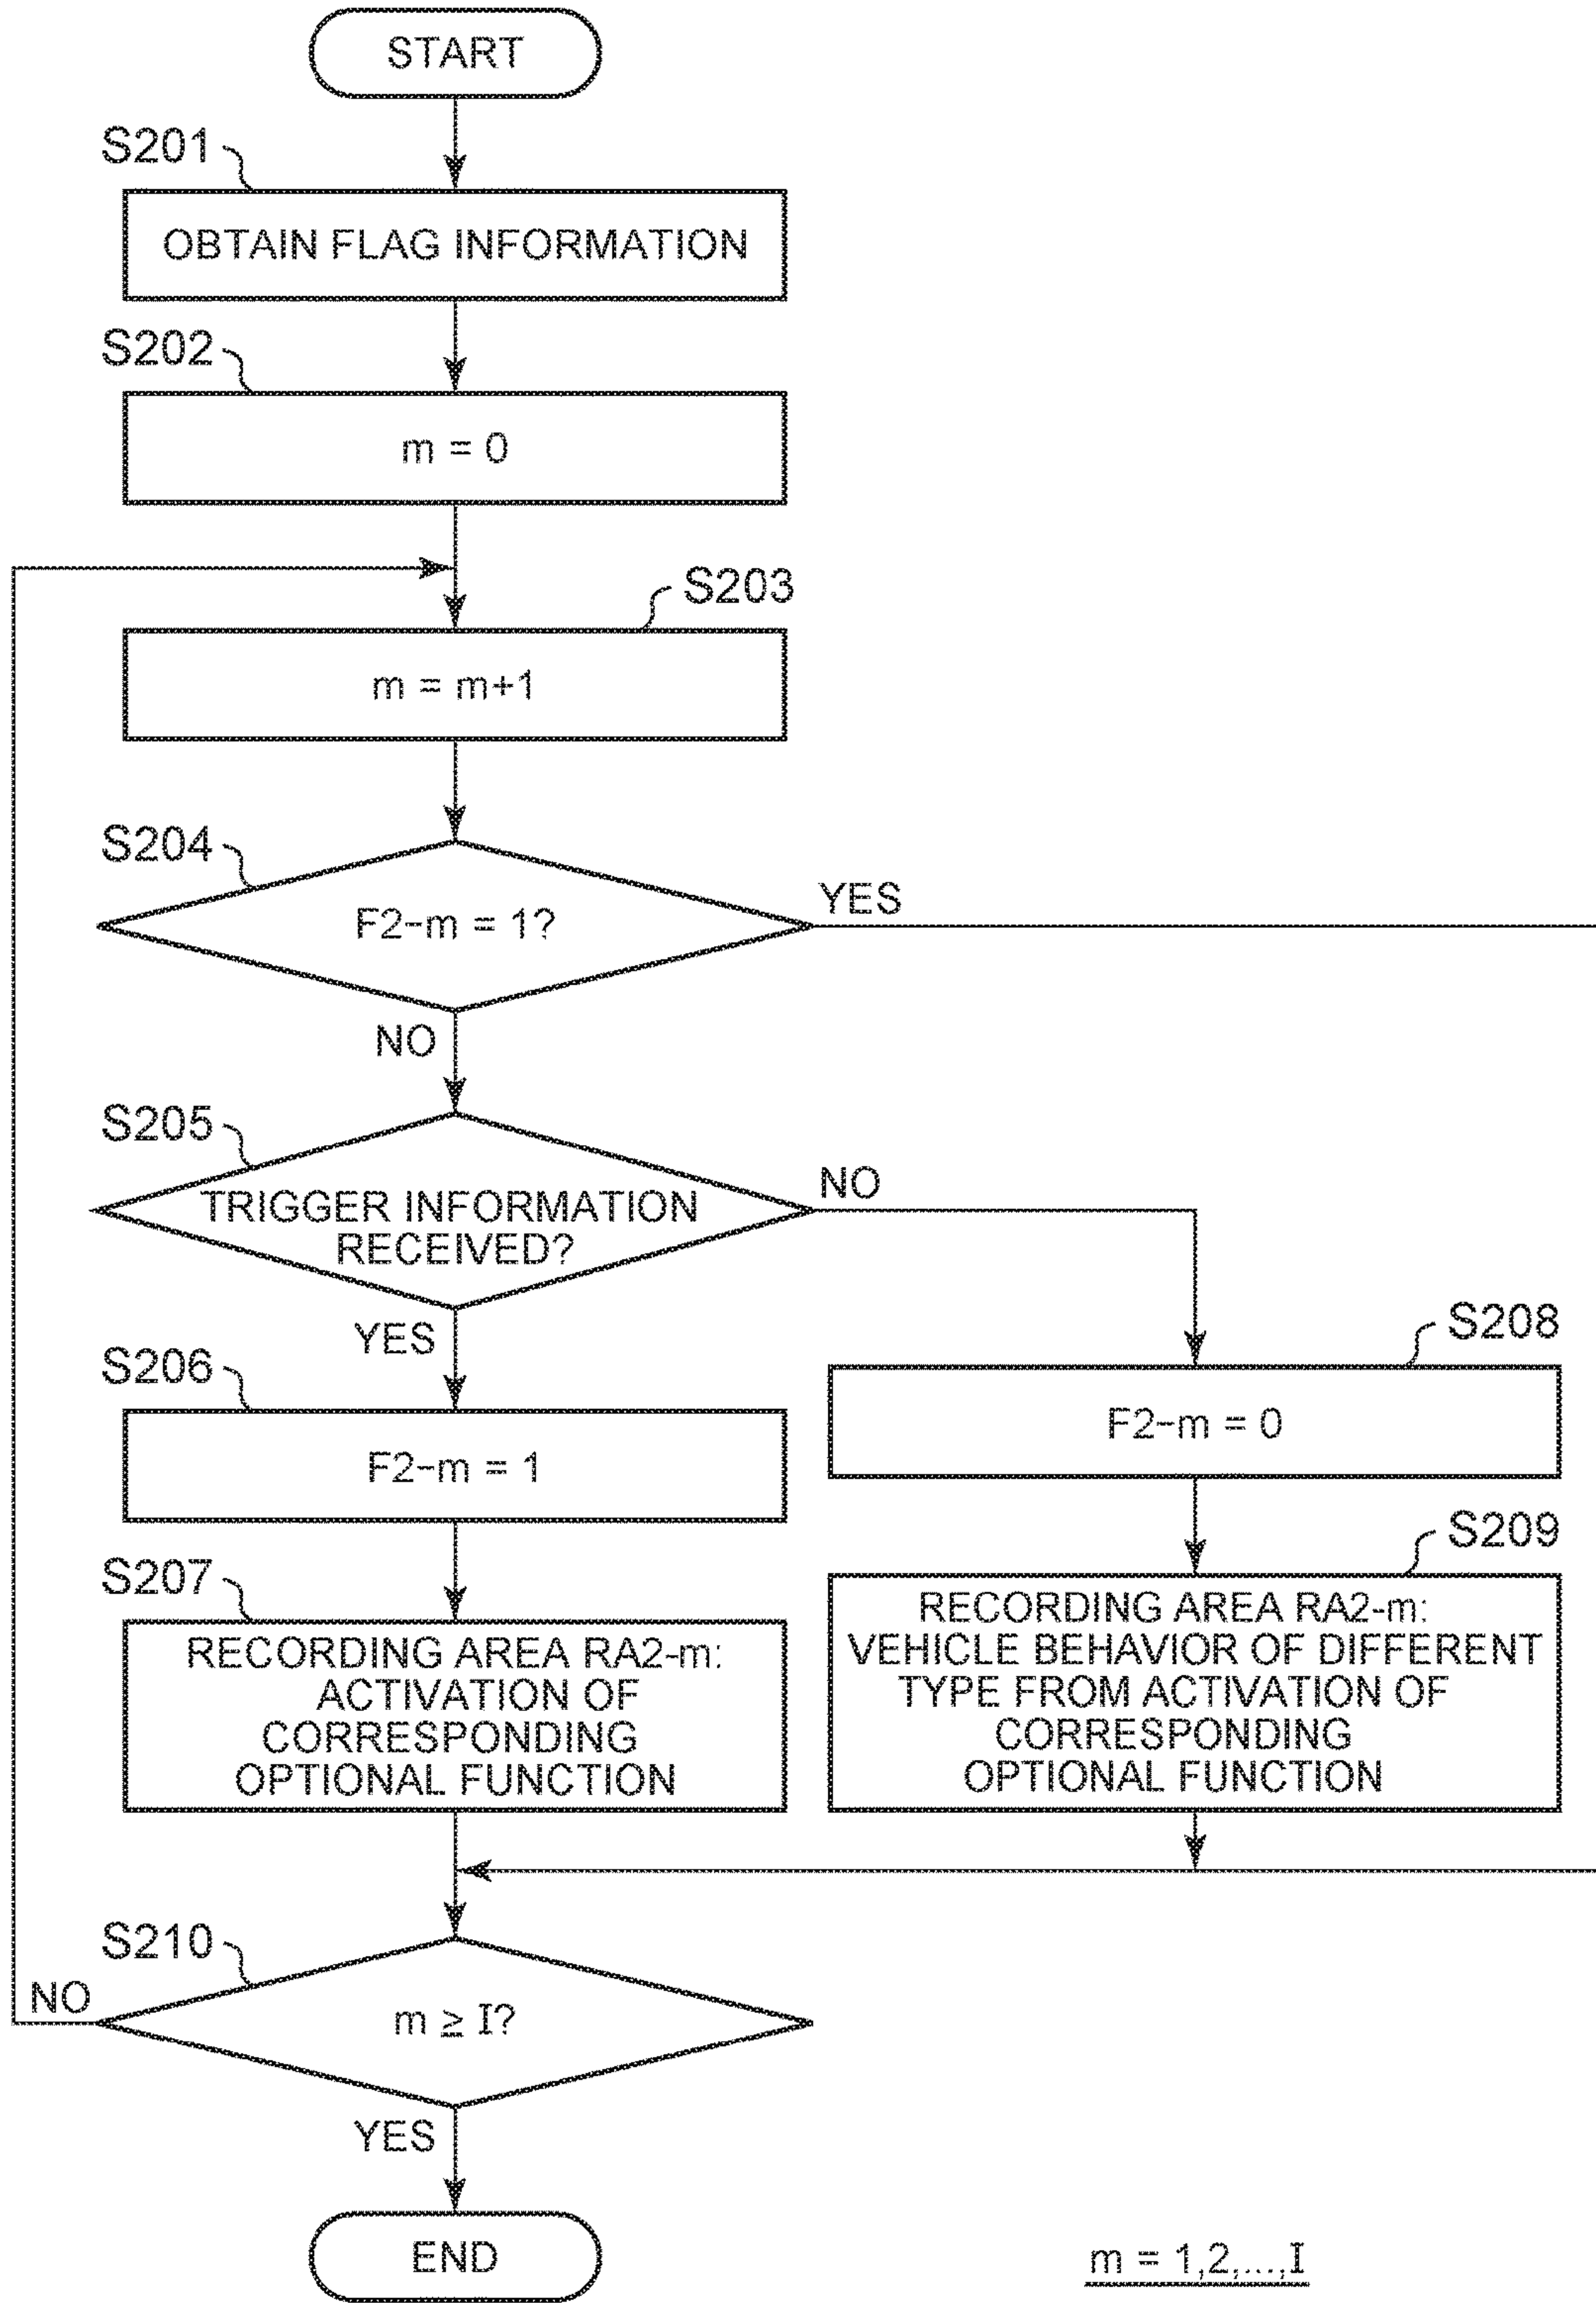 START
S201
OBTAIN FLAG INFORMATION
S202
m = 0
S203
m = m+1
S204
F2-m = 1?
YES
NO
S205
TRIGGER INFORMATION
RECEIVED?
NO
YES
S206
F2-m = 1
S208
F2-m = 0
S207
RECORDING AREA RA2-m:
ACTIVATION OF
CORRESPONDING
OPTIONAL FUNCTION
S209
RECORDING AREA RA2-m:
VEHICLE BEHAVIOR OF DIFFERENT
TYPE FROM ACTIVATION OF
CORRESPONDING
OPTIONAL FUNCTION
S210
NO
m ≥ I?
YES
END
m = 1,2,...,I